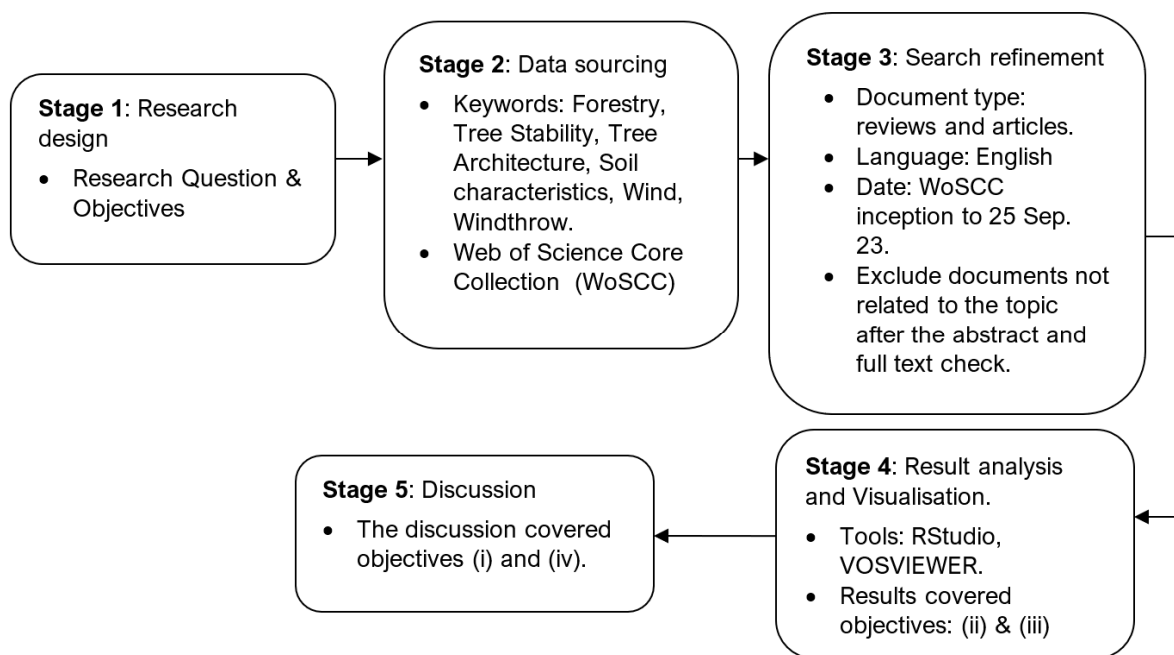 Stage 1: Research
design
• Research Question &
Objectives
Stage 2: Data sourcing
• Keywords: Forestry,
Tree Stability, Tree
Architecture, Soil
characteristics, Wind,
Windthrow.
• Web of Science Core
Collection (WoSCC)
Stage 3: Search refinement
• Document type:
reviews and articles.
• Language: English
• Date: WoSCC
inception to 25 Sep.
23.
• Exclude documents not
related to the topic
after the abstract and
full text check.
Stage 4: Result analysis
and Visualisation.
• Tools: RStudio,
VOSVIEWER.
• Results covered
objectives: (ii) & (iii)
Stage 5: Discussion
• The discussion covered
objectives (i) and (iv).